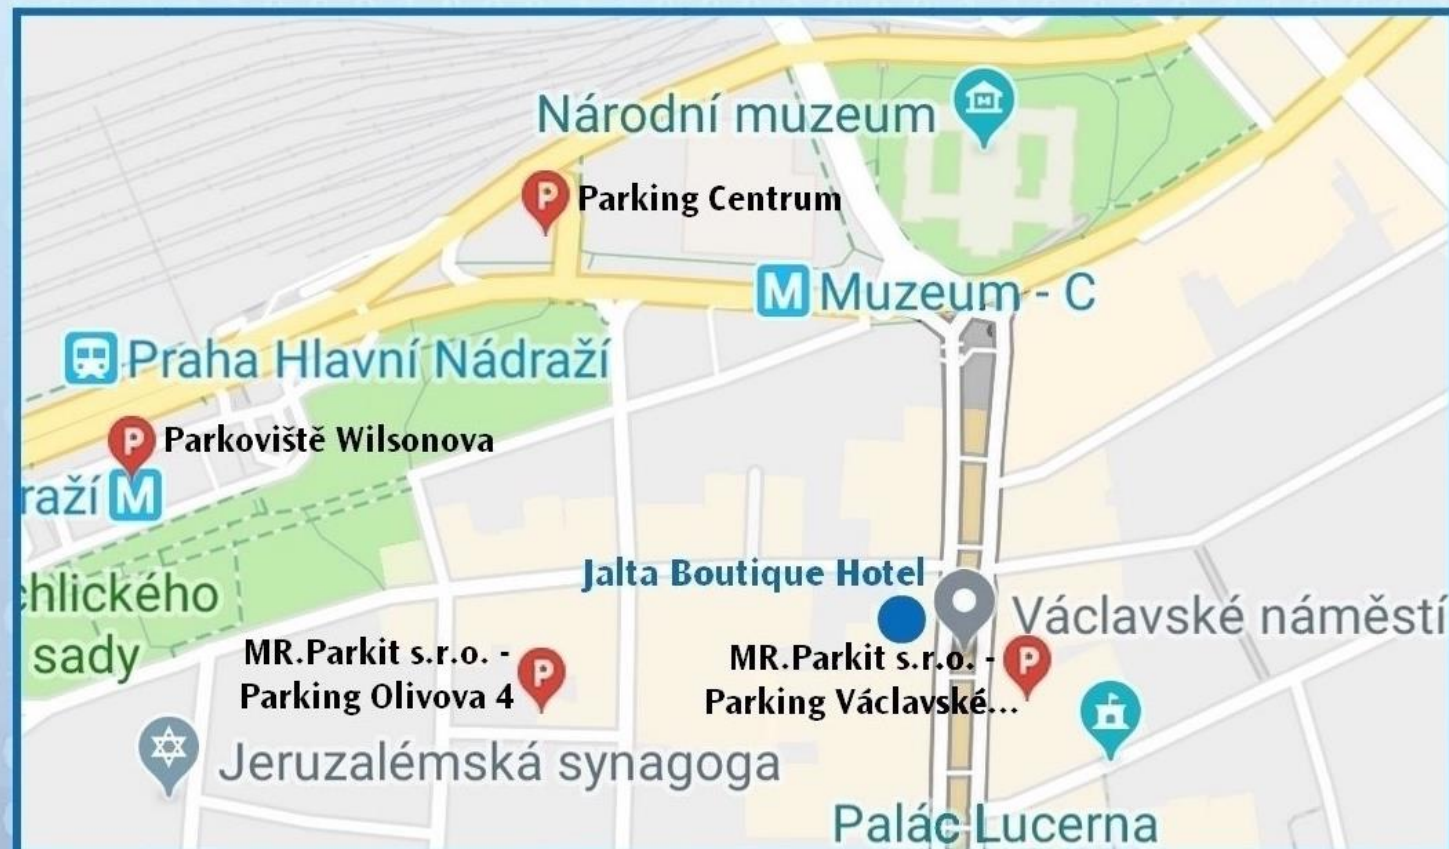 Národní muzeum
Parking Centrum
M Muzeum - C
Praha Hlavní Nádraží
Parkoviště Wilsonova
raží M
Jalta Boutique Hotel
chlického
sady
Václavské náměstí
MR.Parkit s.r.o. -
Parking Olivova 4
MR.Parkit s.r.o. -
Parking Václavské...
Jeruzalémská synagoga
Palác Lucerna